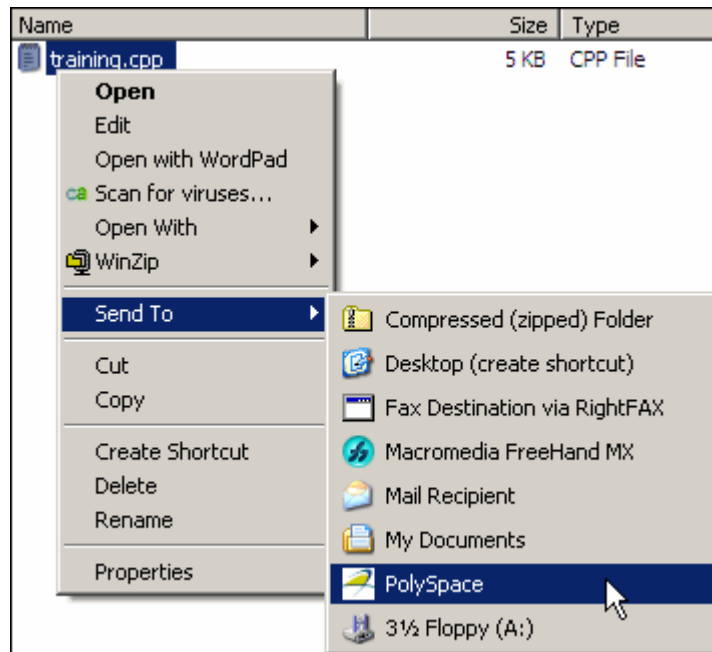 Name Size Type
training.cpp 5 KB CPP File
Open
Edit
Open with WordPad
ca Scan for viruses...
Open With
WinZip
Send To
Cut
Copy
Create Shortcut
Delete
Rename
Properties
Compressed (zipped) Folder
Desktop (create shortcut)
Fax Destination via RightFAX
Macromedia FreeHand MX
Mail Recipient
My Documents
PolySpace
3½ Floppy (A:)